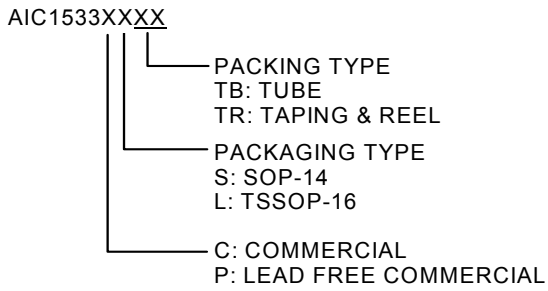 AIC1533XXXX
PACKING TYPE
TB: TUBE
TR: TAPING & REEL
PACKAGING TYPE
S: SOP-14
L: TSSOP-16
C: COMMERCIAL
P: LEAD FREE COMMERCIAL